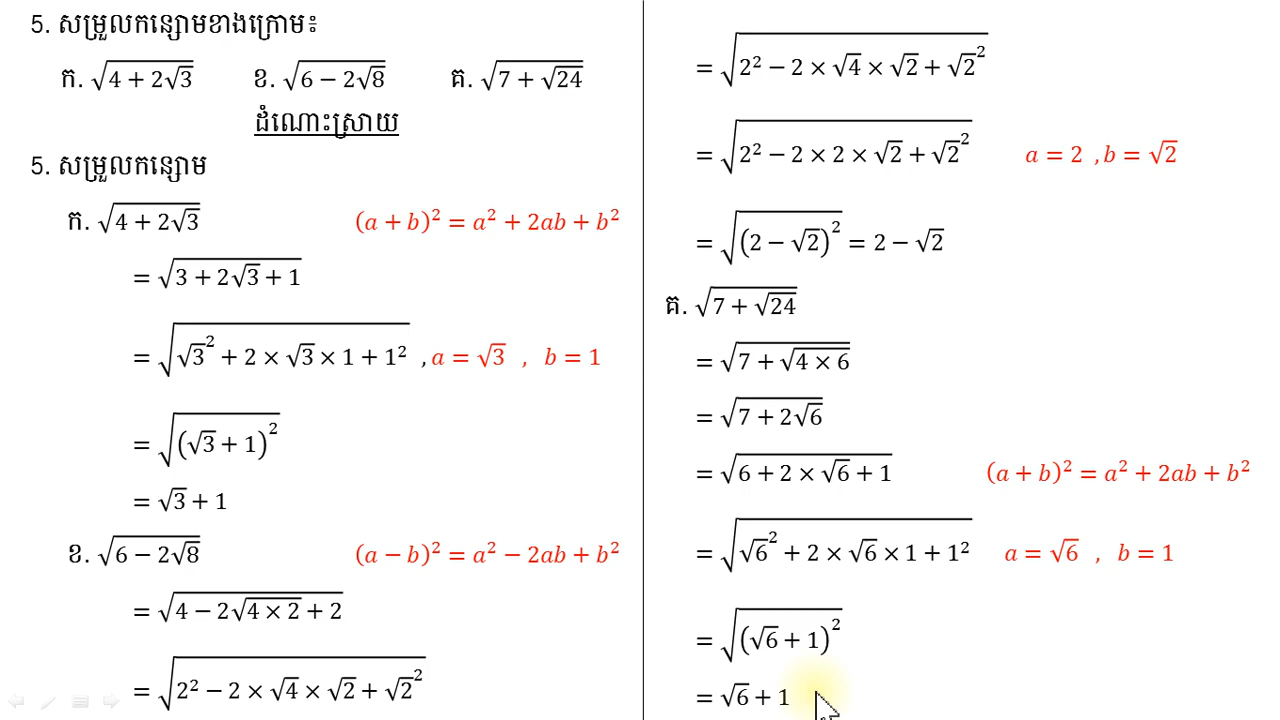 5. សម្រួលកន្សោមខាងក្រោម៖
ក. √(4 + 2√3) ខ. √(6 − 2√8) គ. √(7 + √24)
ដំណោះស្រាយ
5. សម្រួលកន្សោម
ក. √(4 + 2√3) (a + b)² = a² + 2ab + b²
= √(3 + 2√3 + 1)
= √(√3² + 2 × √3 × 1 + 1²) , a = √3 , b = 1
= √((√3 + 1)²)
= √3 + 1
ខ. √(6 − 2√8) (a − b)² = a² − 2ab + b²
= √(4 − 2√(4 × 2) + 2)
= √(2² − 2 × √4 × √2 + √2²)
= √(2² − 2 × √4 × √2 + √2²)
= √(2² − 2 × 2 × √2 + √2²) a = 2 , b = √2
= √((2 − √2)²) = 2 − √2
គ. √(7 + √24)
= √(7 + √(4 × 6))
= √(7 + 2√6)
= √(6 + 2 × √6 + 1) (a + b)² = a² + 2ab + b²
= √(√6² + 2 × √6 × 1 + 1²) a = √6 , b = 1
= √((√6 + 1)²)
= √6 + 1